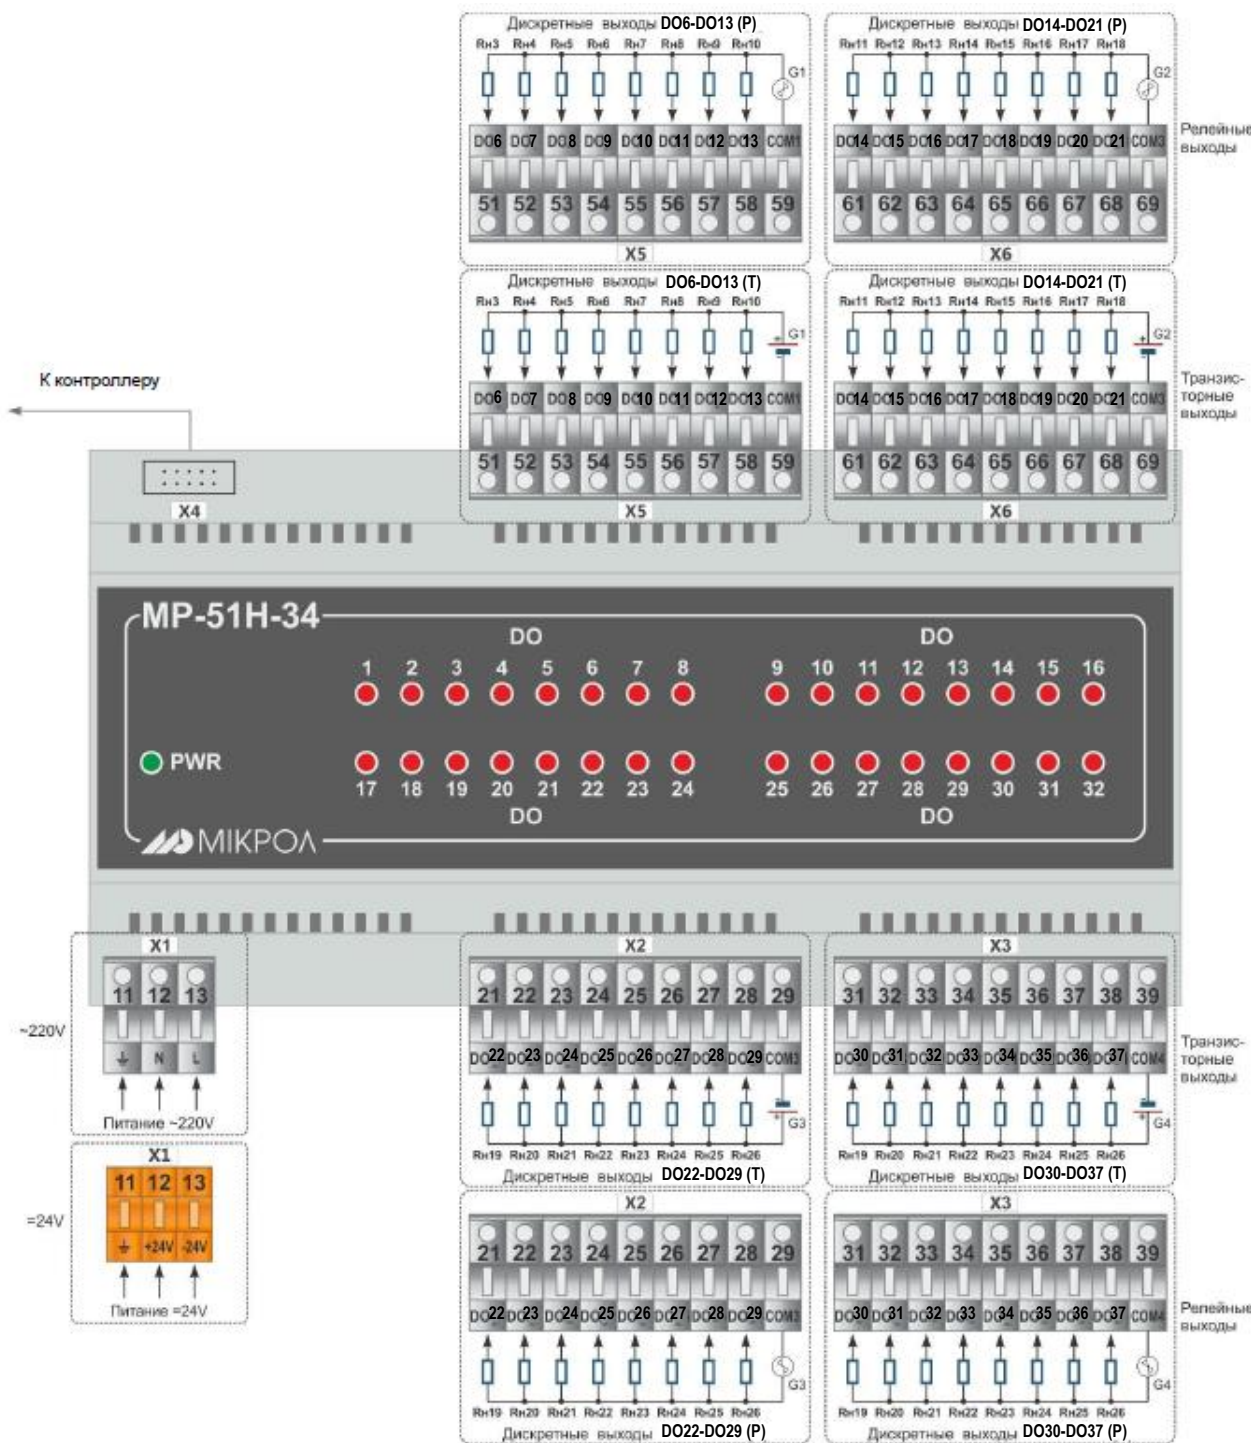 Дискретные выходы DO6-DO13 (Р)
Rн3 Rн4 Rн5 Rн6 Rн7 Rн8 Rн9 Rн10
G1
DO6 DO7 DO8 DO9 DO10 DO11 DO12 DO13 COM1
51 52 53 54 55 56 57 58 59
X5
Дискретные выходы DO14-DO21 (Р)
Rн11 Rн12 Rн13 Rн14 Rн15 Rн16 Rн17 Rн18
G2
DO14 DO15 DO16 DO17 DO18 DO19 DO20 DO21 COM3
61 62 63 64 65 66 67 68 69
X6
Релейные
выходы
Дискретные выходы DO6-DO13 (Т)
Rн3 Rн4 Rн5 Rн6 Rн7 Rн8 Rн9 Rн10
+ G1
-
DO6 DO7 DO8 DO9 DO10 DO11 DO12 DO13 COM1
51 52 53 54 55 56 57 58 59
X5
Дискретные выходы DO14-DO21 (Т)
Rн11 Rн12 Rн13 Rн14 Rн15 Rн16 Rн17 Rн18
+ G2
-
DO14 DO15 DO16 DO17 DO18 DO19 DO20 DO21 COM3
61 62 63 64 65 66 67 68 69
X6
Транзис-
торные
выходы
К контроллеру
X4
МР-51Н-34
DO DO
1 2 3 4 5 6 7 8 9 10 11 12 13 14 15 16
PWR
17 18 19 20 21 22 23 24 25 26 27 28 29 30 31 32
DO DO
МІКРОЛ
X1
11 12 13
~220V
N L
Питание ~220V
X1
11 12 13
=24V
+24V -24V
Питание =24V
X2
21 22 23 24 25 26 27 28 29
DO22 DO23 DO24 DO25 DO26 DO27 DO28 DO29 COM3
-
+ G3
Rн19 Rн20 Rн21 Rн22 Rн23 Rн24 Rн25 Rн26
Дискретные выходы DO22-DO29 (Т)
X3
31 32 33 34 35 36 37 38 39
DO30 DO31 DO32 DO33 DO34 DO35 DO36 DO37 COM4
-
+ G4
Rн19 Rн20 Rн21 Rн22 Rн23 Rн24 Rн25 Rн26
Дискретные выходы DO30-DO37 (Т)
Транзис-
торные
выходы
X2
21 22 23 24 25 26 27 28 29
DO22 DO23 DO24 DO25 DO26 DO27 DO28 DO29 COM3
G3
Rн19 Rн20 Rн21 Rн22 Rн23 Rн24 Rн25 Rн26
Дискретные выходы DO22-DO29 (Р)
X3
31 32 33 34 35 36 37 38 39
DO30 DO31 DO32 DO33 DO34 DO35 DO36 DO37 COM4
G4
Rн19 Rн20 Rн21 Rн22 Rн23 Rн24 Rн25 Rн26
Дискретные выходы DO30-DO37 (Р)
Релейные
выходы